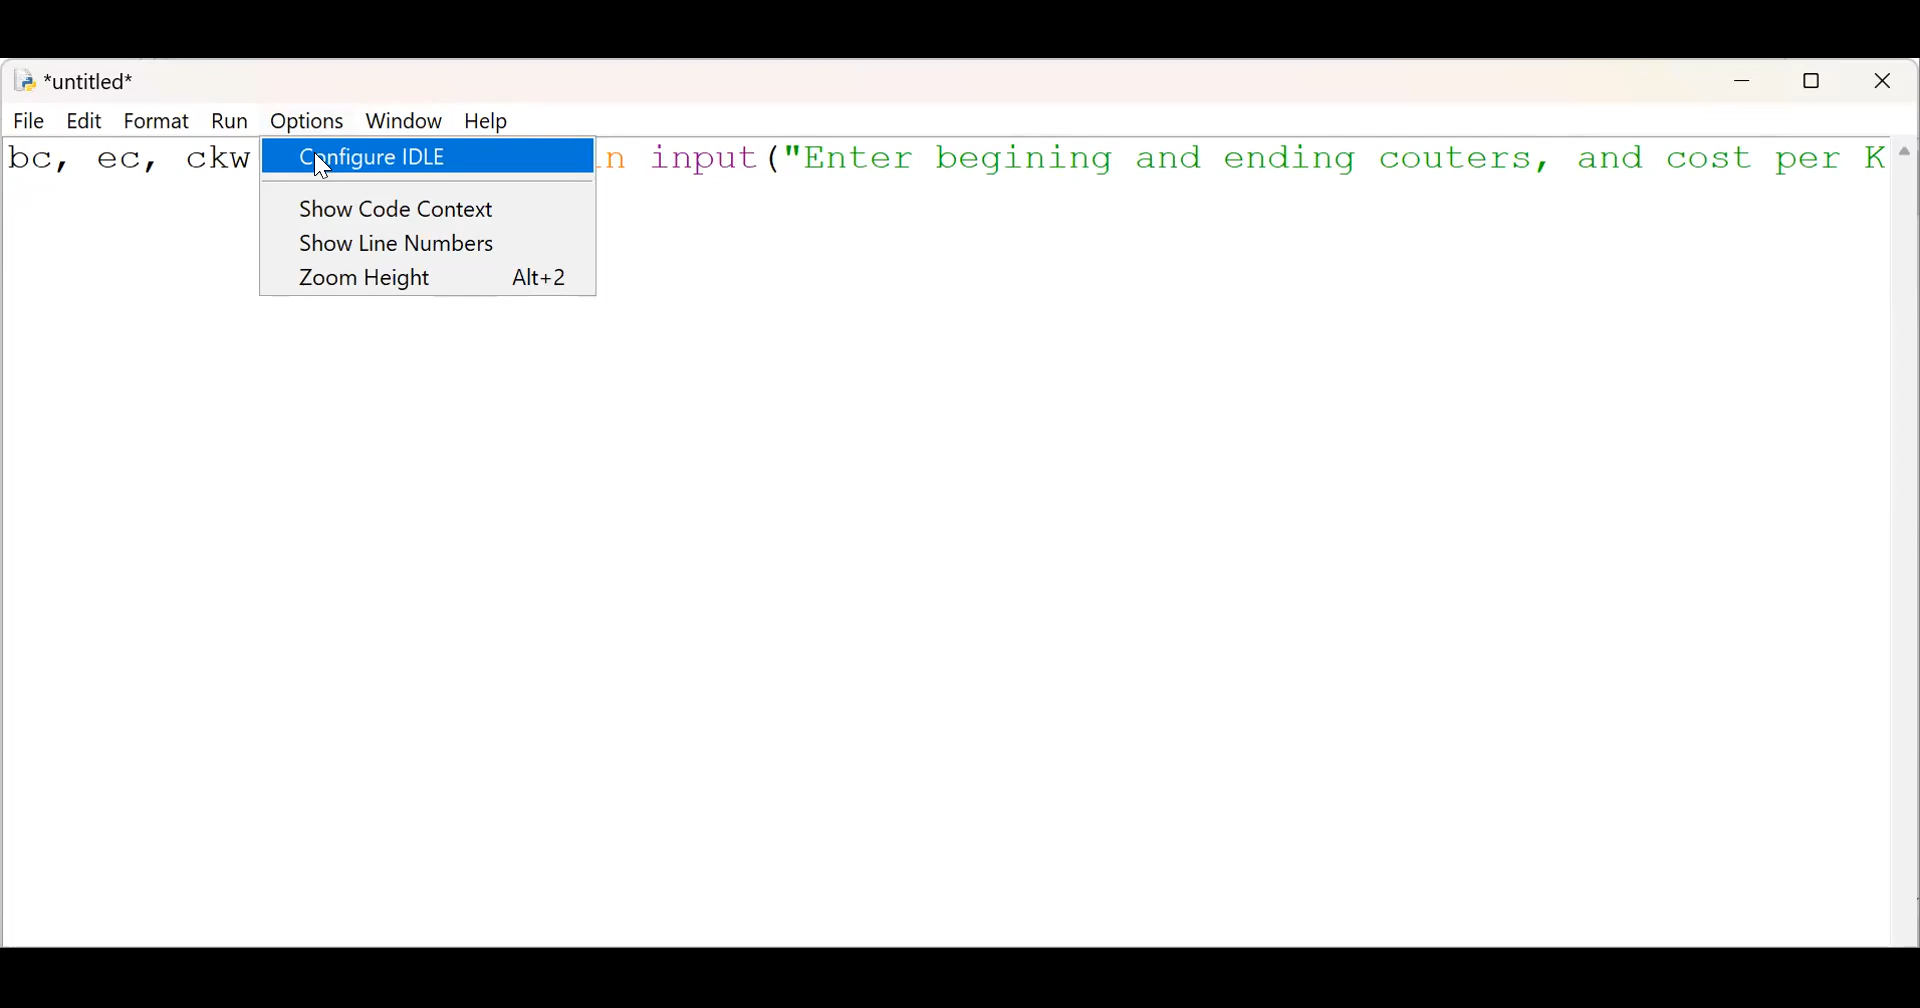 *untitled*
File Edit Format Run Options Window Help
bc, ec, ckw in input("Enter begining and ending couters, and cost per K
Configure IDLE
Show Code Context
Show Line Numbers
Zoom Height Alt+2